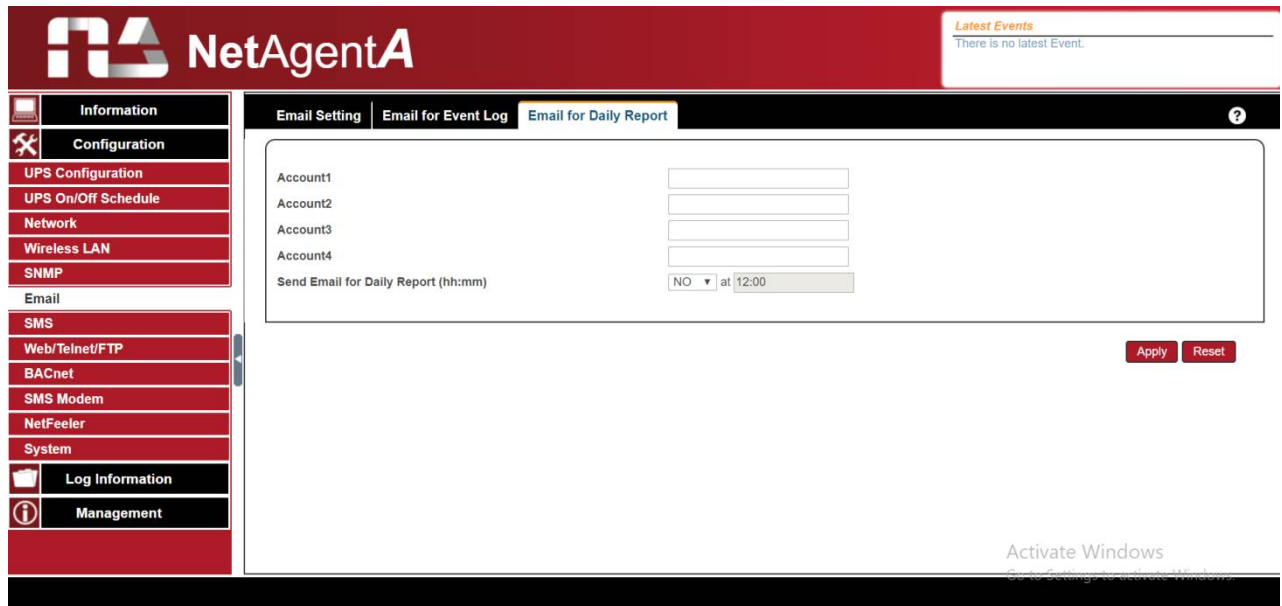 NetAgentA
Latest Events
There is no latest Event.
Information
Configuration
UPS Configuration
UPS On/Off Schedule
Network
Wireless LAN
SNMP
Email
SMS
Web/Telnet/FTP
BACnet
SMS Modem
NetFeeler
System
Log Information
Management
Email Setting Email for Event Log Email for Daily Report ?
Account1
Account2
Account3
Account4
Send Email for Daily Report (hh:mm) NO ▼ at 12:00
Apply Reset
Activate Windows
Go to Settings to activate Windows.